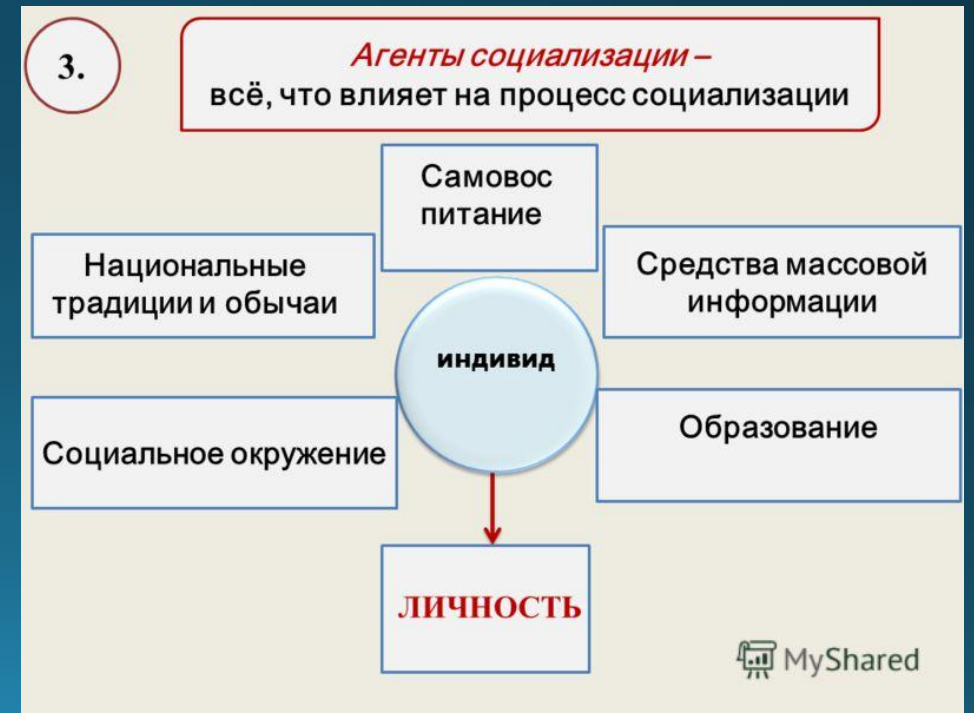 3.
Агенты социализации –
всё, что влияет на процесс социализации
Самовос
питание
Национальные
традиции и обычаи
Средства массовой
информации
индивид
Социальное окружение
Образование
ЛИЧНОСТЬ
MyShared